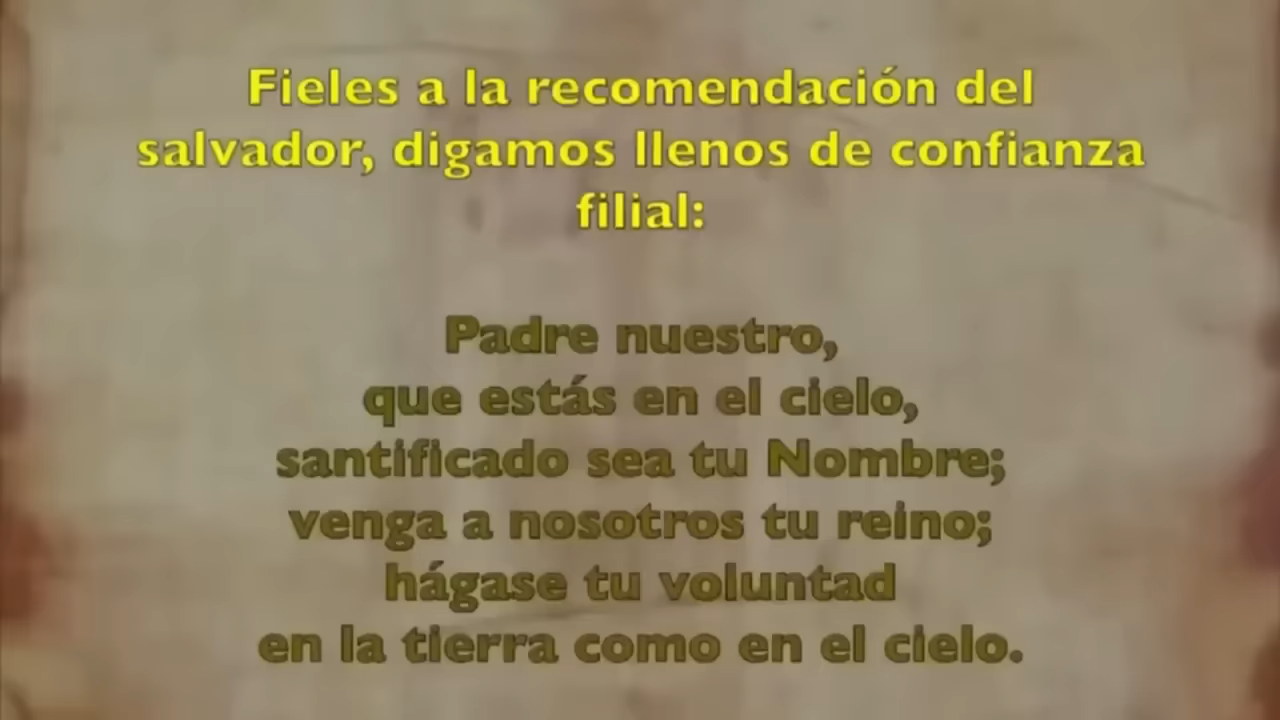 Fieles a la recomendación del
salvador, digamos llenos de confianza
filial:
Padre nuestro,
que estás en el cielo,
santificado sea tu Nombre;
venga a nosotros tu reino;
hágase tu voluntad
en la tierra como en el cielo.